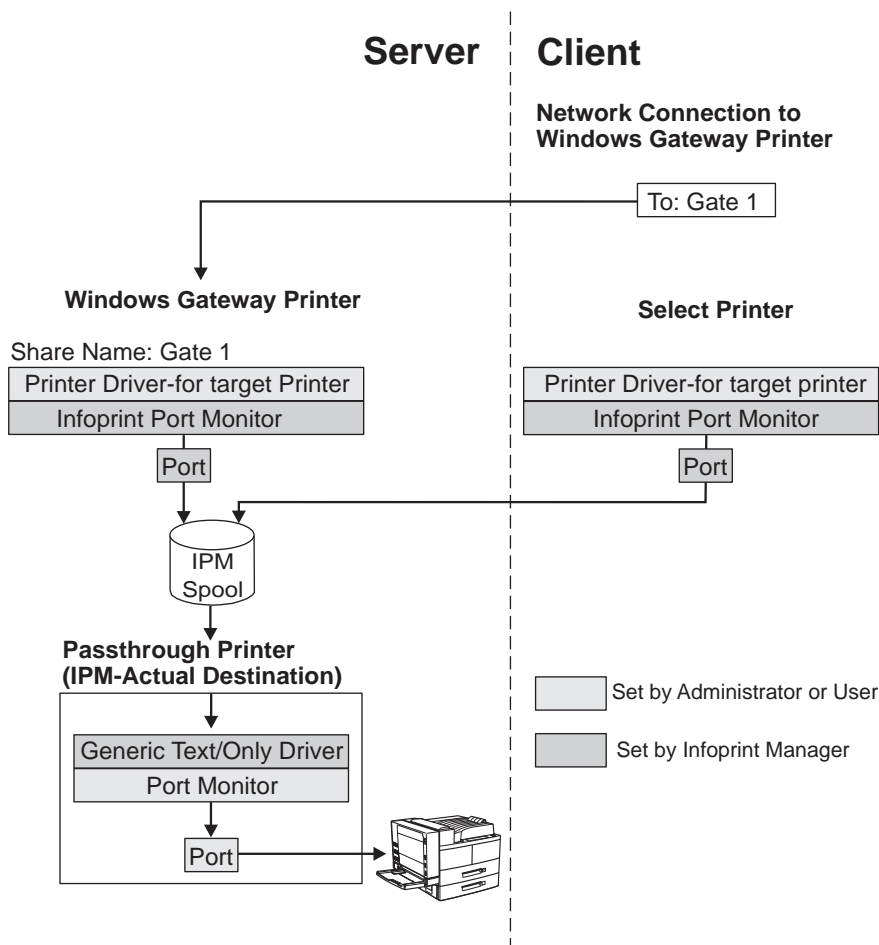 Server
Client
Network Connection to
Windows Gateway Printer
To: Gate 1
Windows Gateway Printer
Select Printer
Share Name: Gate 1
Printer Driver-for target Printer
Infoprint Port Monitor
Port
Printer Driver-for target printer
Infoprint Port Monitor
Port
IPM
Spool
Passthrough Printer
(IPM-Actual Destination)
Generic Text/Only Driver
Port Monitor
Port
Set by Administrator or User
Set by Infoprint Manager